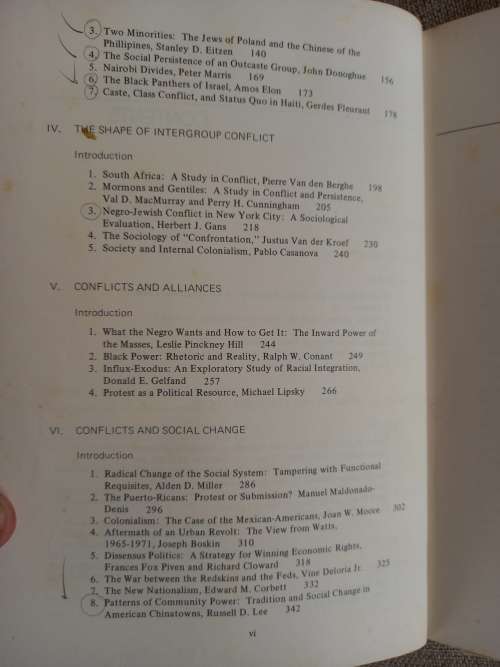 3. Two Minorities: The Jews of Poland and the Chinese of the
Phillipines, Stanley D. Eitzen 140
4. The Social Persistence of an Outcaste Group, John Donoghue 156
5. Nairobi Divides, Peter Marris 169
6. The Black Panthers of Israel, Amos Elon 173
7. Caste, Class Conflict, and Status Quo in Haiti, Gerdes Fleurant 178
IV. THE SHAPE OF INTERGROUP CONFLICT
Introduction
1. South Africa: A Study in Conflict, Pierre Van den Berghe 198
2. Mormons and Gentiles: A Study in Conflict and Persistence,
Val D. MacMurray and Perry H. Cunningham 205
3. Negro-Jewish Conflict in New York City: A Sociological
Evaluation, Herbert J. Gans 218
4. The Sociology of "Confrontation," Justus Van der Kroef 230
5. Society and Internal Colonialism, Pablo Casanova 240
V. CONFLICTS AND ALLIANCES
Introduction
1. What the Negro Wants and How to Get It: The Inward Power of
the Masses, Leslie Pinckney Hill 244
2. Black Power: Rhetoric and Reality, Ralph W. Conant 249
3. Influx-Exodus: An Exploratory Study of Racial Integration,
Donald E. Gelfand 257
4. Protest as a Political Resource, Michael Lipsky 266
VI. CONFLICTS AND SOCIAL CHANGE
Introduction
1. Radical Change of the Social System: Tampering with Functional
Requisites, Alden D. Miller 286
2. The Puerto-Ricans: Protest or Submission? Manuel Maldonado-
Denis 296
3. Colonialism: The Case of the Mexican-Americans, Joan W. Moore 302
4. Aftermath of an Urban Revolt: The View from Watts,
1965-1971, Joseph Boskin 310
5. Dissensus Politics: A Strategy for Winning Economic Rights,
Frances Fox Piven and Richard Cloward 318
6. The War between the Redskins and the Feds, Vine Deloria Jr. 325
7. The New Nationalism, Edward M. Corbett 332
8. Patterns of Community Power: Tradition and Social Change in
American Chinatowns, Russell D. Lee 342
vi